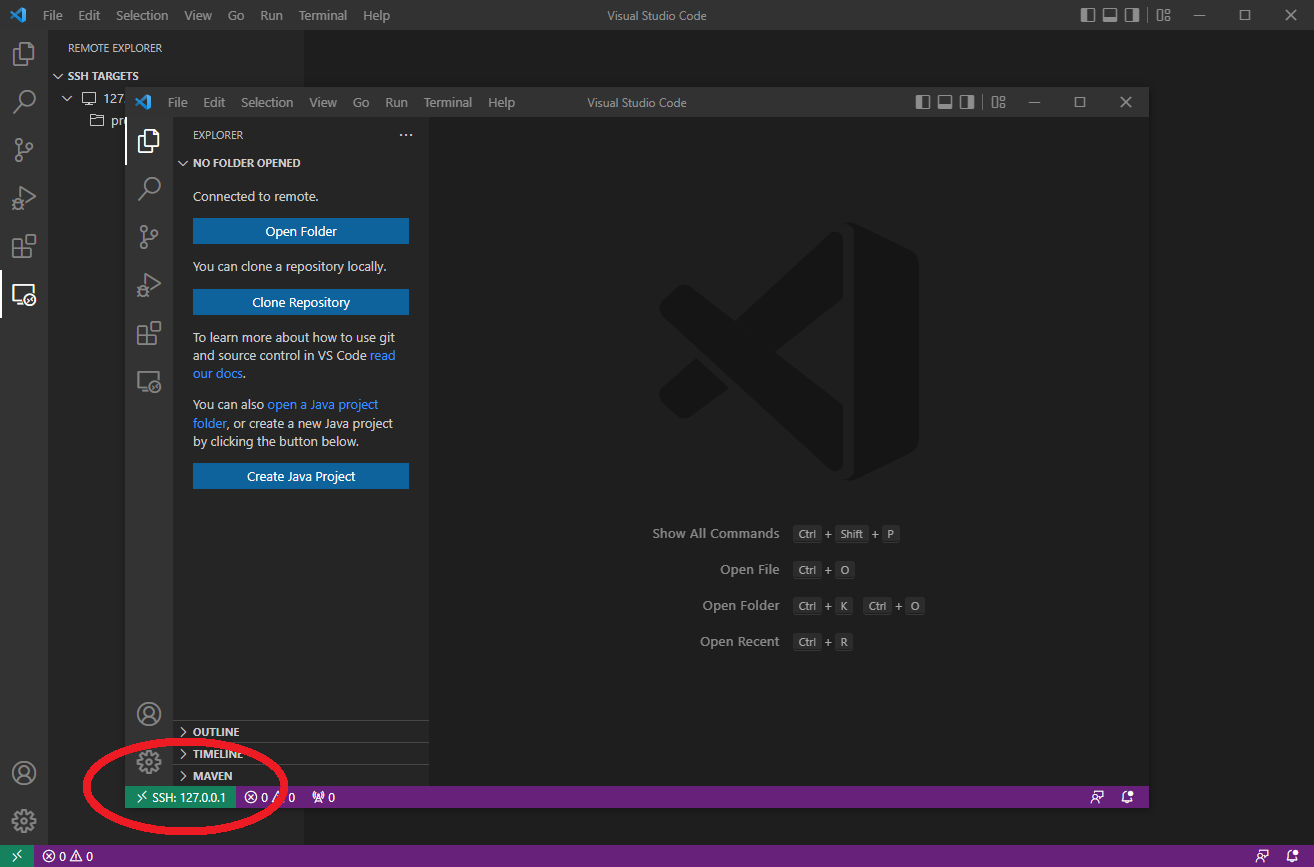 File Edit Selection View Go Run Terminal Help Visual Studio Code
REMOTE EXPLORER
SSH TARGETS
127.
File Edit Selection View Go Run Terminal Help Visual Studio Code
EXPLORER
NO FOLDER OPENED
Connected to remote.
Open Folder
You can clone a repository locally.
Clone Repository
To learn more about how to use git
and source control in VS Code read
our docs.
You can also open a Java project
folder, or create a new Java project
by clicking the button below.
Create Java Project
Show All Commands Ctrl + Shift + P
Open File Ctrl + O
Open Folder Ctrl + K Ctrl + O
Open Recent Ctrl + R
OUTLINE
TIMELINE
MAVEN
SSH: 127.0.0.1 0 0 0
0 0